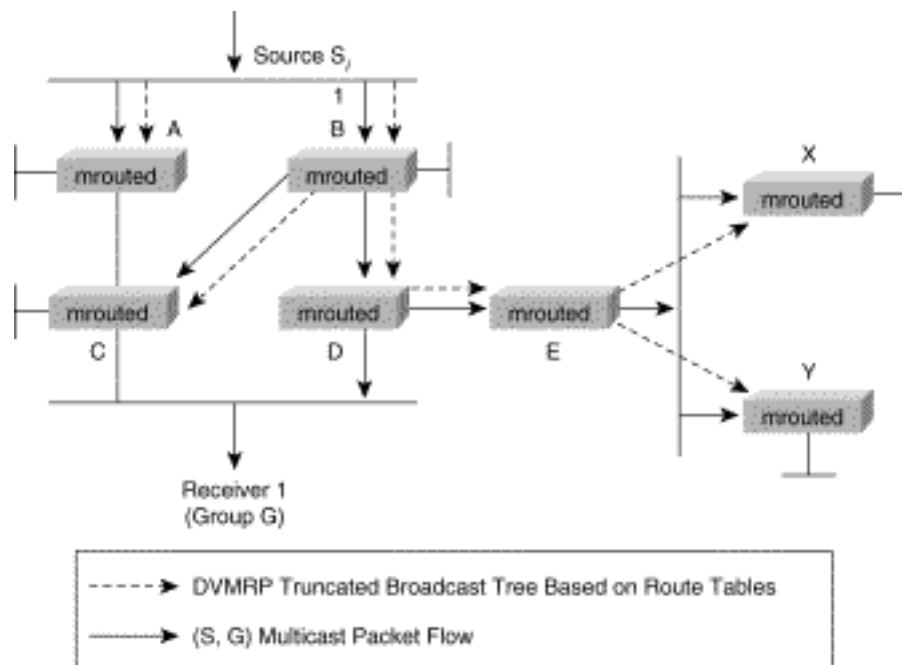 Source Si
1
A
B
mrouted
mrouted
X
mrouted
mrouted
mrouted
mrouted
C
D
E
Y
mrouted
Receiver 1
(Group G)
DVMRP Truncated Broadcast Tree Based on Route Tables
(S, G) Multicast Packet Flow